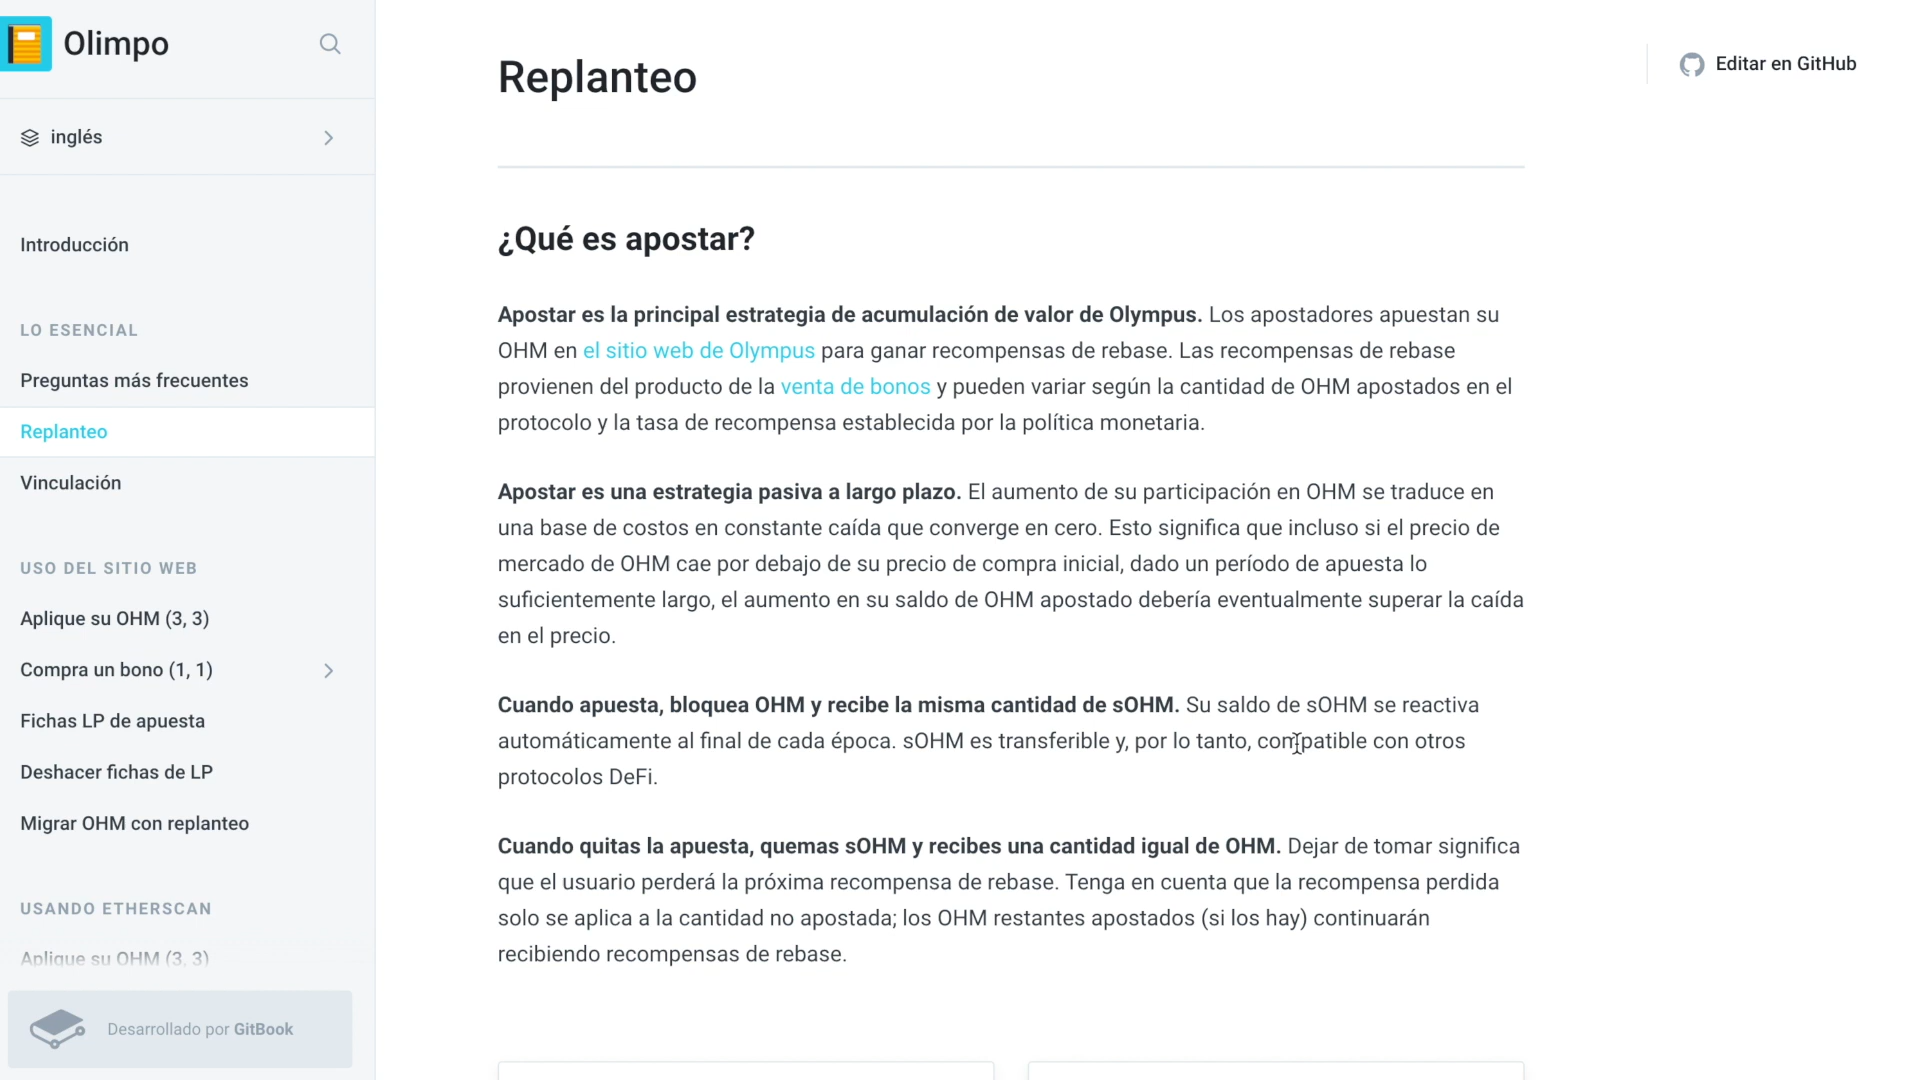 Olimpo
inglés
Introducción
LO ESENCIAL
Preguntas más frecuentes
Replanteo
Vinculación
USO DEL SITIO WEB
Aplique su OHM (3, 3)
Compra un bono (1, 1)
Fichas LP de apuesta
Deshacer fichas de LP
Migrar OHM con replanteo
USANDO ETHERSCAN
Aplique su OHM (3, 3)
Desarrollado por GitBook
Replanteo
Editar en GitHub
¿Qué es apostar?
Apostar es la principal estrategia de acumulación de valor de Olympus. Los apostadores apuestan su
OHM en el sitio web de Olympus para ganar recompensas de rebase. Las recompensas de rebase
provienen del producto de la venta de bonos y pueden variar según la cantidad de OHM apostados en el
protocolo y la tasa de recompensa establecida por la política monetaria.
Apostar es una estrategia pasiva a largo plazo. El aumento de su participación en OHM se traduce en
una base de costos en constante caída que converge en cero. Esto significa que incluso si el precio de
mercado de OHM cae por debajo de su precio de compra inicial, dado un período de apuesta lo
suficientemente largo, el aumento en su saldo de OHM apostado debería eventualmente superar la caída
en el precio.
Cuando apuesta, bloquea OHM y recibe la misma cantidad de sOHM. Su saldo de sOHM se reactiva
automáticamente al final de cada época. sOHM es transferible y, por lo tanto, compatible con otros
protocolos DeFi.
Cuando quitas la apuesta, quemas sOHM y recibes una cantidad igual de OHM. Dejar de tomar significa
que el usuario perderá la próxima recompensa de rebase. Tenga en cuenta que la recompensa perdida
solo se aplica a la cantidad no apostada; los OHM restantes apostados (si los hay) continuarán
recibiendo recompensas de rebase.